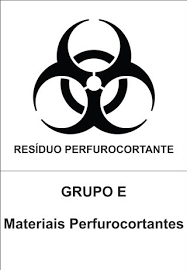 RESÍDUO PERFUROCORTANTE
GRUPO E
Materiais Perfurocortantes